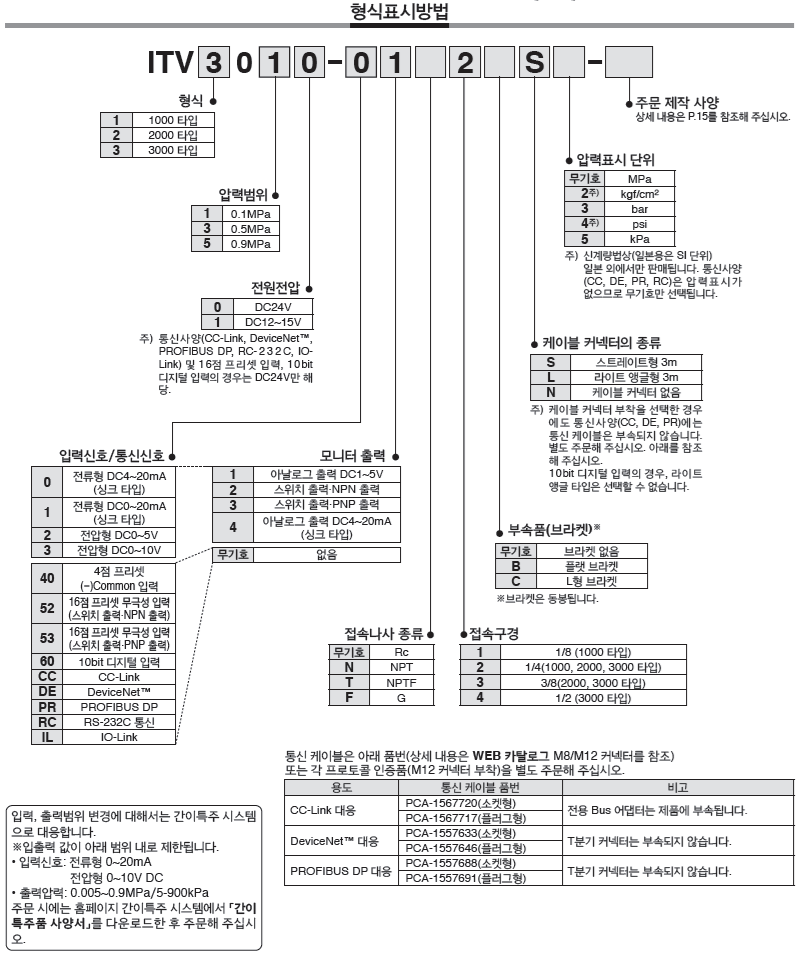 형식표시방법
ITV 3 0 1 0 - 0 1 2 S -
주문 제작 사양
상세 내용은 P.15를 참조해 주십시오.
형식
1 1000 타입
2 2000 타입
3 3000 타입
압력표시 단위
무기호 MPa
2주) kgf/cm²
3 bar
4주) psi
5 kPa
주) 신계량법상(일본용은 SI 단위)
일본 외에서만 판매됩니다. 통신사양
(CC, DE, PR, RC)은 압력표시가
없으므로 무기호만 선택됩니다.
압력범위
1 0.1MPa
3 0.5MPa
5 0.9MPa
전원전압
0 DC24V
1 DC12~15V
주) 통신사양(CC-Link, DeviceNet™,
PROFIBUS DP, RC-232C, IO-
Link) 및 16점 프리셋 입력, 10bit
디지털 입력의 경우는 DC24V만 해
당.
케이블 커넥터의 종류
S 스트레이트형 3m
L 라이트 앵글형 3m
N 케이블 커넥터 없음
주) 케이블 커넥터 부착을 선택한 경우
에도 통신사양(CC, DE, PR)에는
통신 케이블은 부속되지 않습니다.
별도 주문해 주십시오. 아래를 참조
해 주십시오.
10bit 디지털 입력의 경우, 라이트
앵글 타입은 선택할 수 없습니다.
입력신호/통신신호
0 전류형 DC4~20mA
(싱크 타입)
1 전류형 DC0~20mA
(싱크 타입)
2 전압형 DC0~5V
3 전압형 DC0~10V
40 4점 프리셋
(−)Common 입력
52 16점 프리셋 무극성 입력
(스위치 출력·NPN 출력)
53 16점 프리셋 무극성 입력
(스위치 출력·PNP 출력)
60 10bit 디지털 입력
CC CC-Link
DE DeviceNet™
PR PROFIBUS DP
RC RS-232C 통신
IL IO-Link
모니터 출력
1 아날로그 출력 DC1~5V
2 스위치 출력·NPN 출력
3 스위치 출력·PNP 출력
4 아날로그 출력 DC4~20mA
(싱크 타입)
무기호 없음
부속품(브라켓)※
무기호 브라켓 없음
B 플랫 브라켓
C L형 브라켓
※브라켓은 동봉됩니다.
접속나사 종류
무기호 Rc
N NPT
T NPTF
F G
접속구경
1 1/8 (1000 타입)
2 1/4(1000, 2000, 3000 타입)
3 3/8(2000, 3000 타입)
4 1/2 (3000 타입)
통신 케이블은 아래 품번(상세 내용은 WEB 카탈로그 M8/M12 커넥터를 참조)
또는 각 프로토콜 인증품(M12 커넥터 부착)을 별도 주문해 주십시오.
용도 통신 케이블 품번 비고
CC-Link 대응 PCA-1567720(소켓형) 전용 Bus 어댑터는 제품에 부속됩니다.
PCA-1567717(플러그형)
DeviceNet™ 대응 PCA-1557633(소켓형) T분기 커넥터는 부속되지 않습니다.
PCA-1557646(플러그형)
PROFIBUS DP 대응 PCA-1557688(소켓형) T분기 커넥터는 부속되지 않습니다.
PCA-1557691(플러그형)
입력, 출력범위 변경에 대해서는 간이특주 시스템
으로 대응합니다.
※입출력 값이 아래 범위 내로 제한됩니다.
• 입력신호: 전류형 0~20mA
전압형 0~10V DC
• 출력압력: 0.005~0.9MPa/5-900kPa
주문 시에는 홈페이지 간이특주 시스템에서 「간이
특주품 사양서」를 다운로드한 후 주문해 주십시
오.